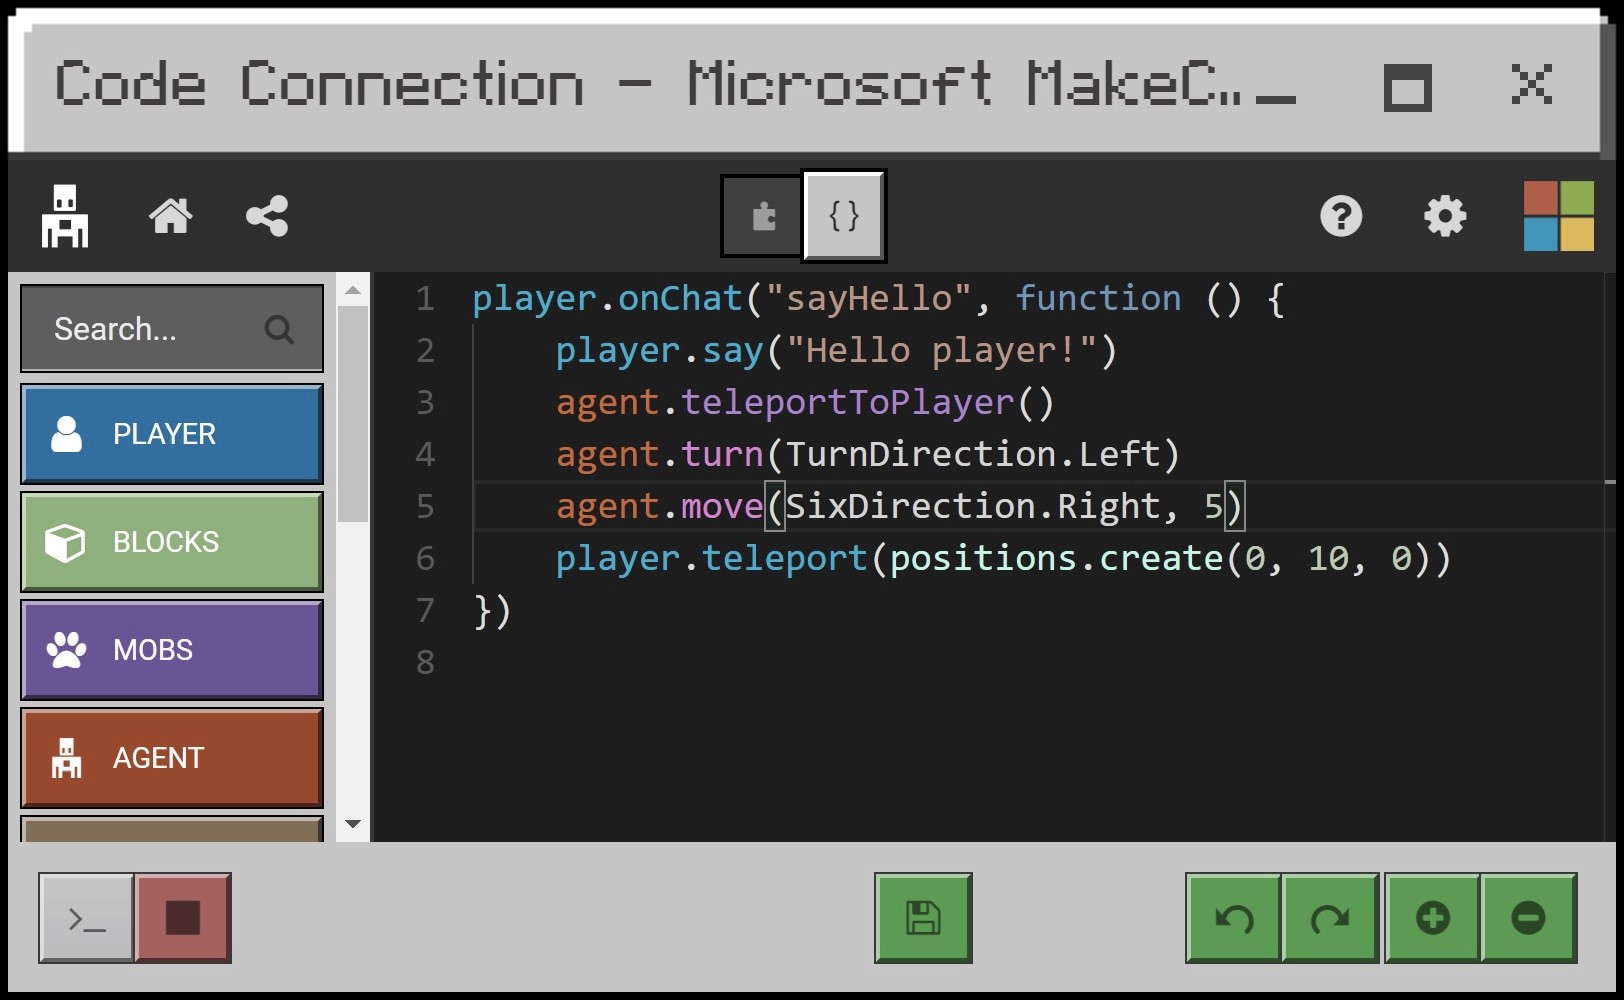 Code Connection - Microsoft MakeC..
{}
Search...
PLAYER
BLOCKS
MOBS
AGENT
1 player.onChat("sayHello", function () {
2     player.say("Hello player!")
3     agent.teleportToPlayer()
4     agent.turn(TurnDirection.Left)
5     agent.move(SixDirection.Right, 5)
6     player.teleport(positions.create(0, 10, 0))
7 })
8